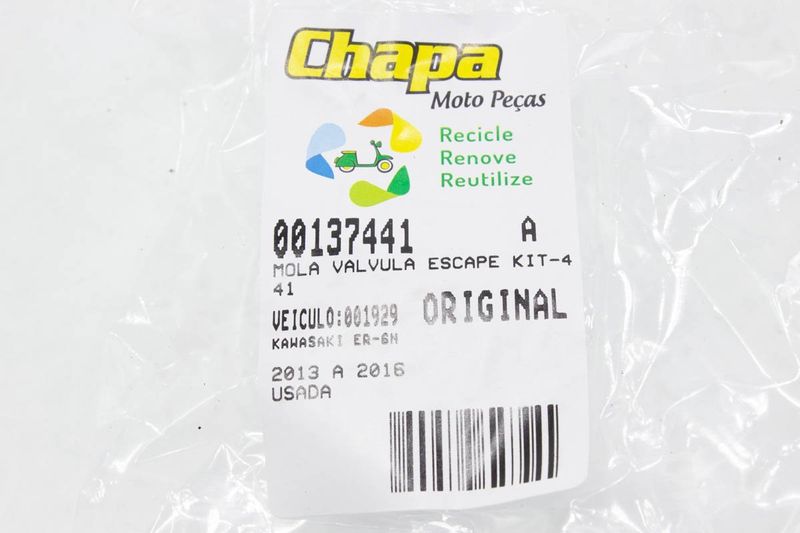 Chapa
Moto Peças
Recicle
Renove
Reutilize
00137441 A
MOLA VALVULA ESCAPE KIT-4
41
VEICULO:001929 ORIGINAL
KAWASAKI ER-6N
2013 A 2016
USADA